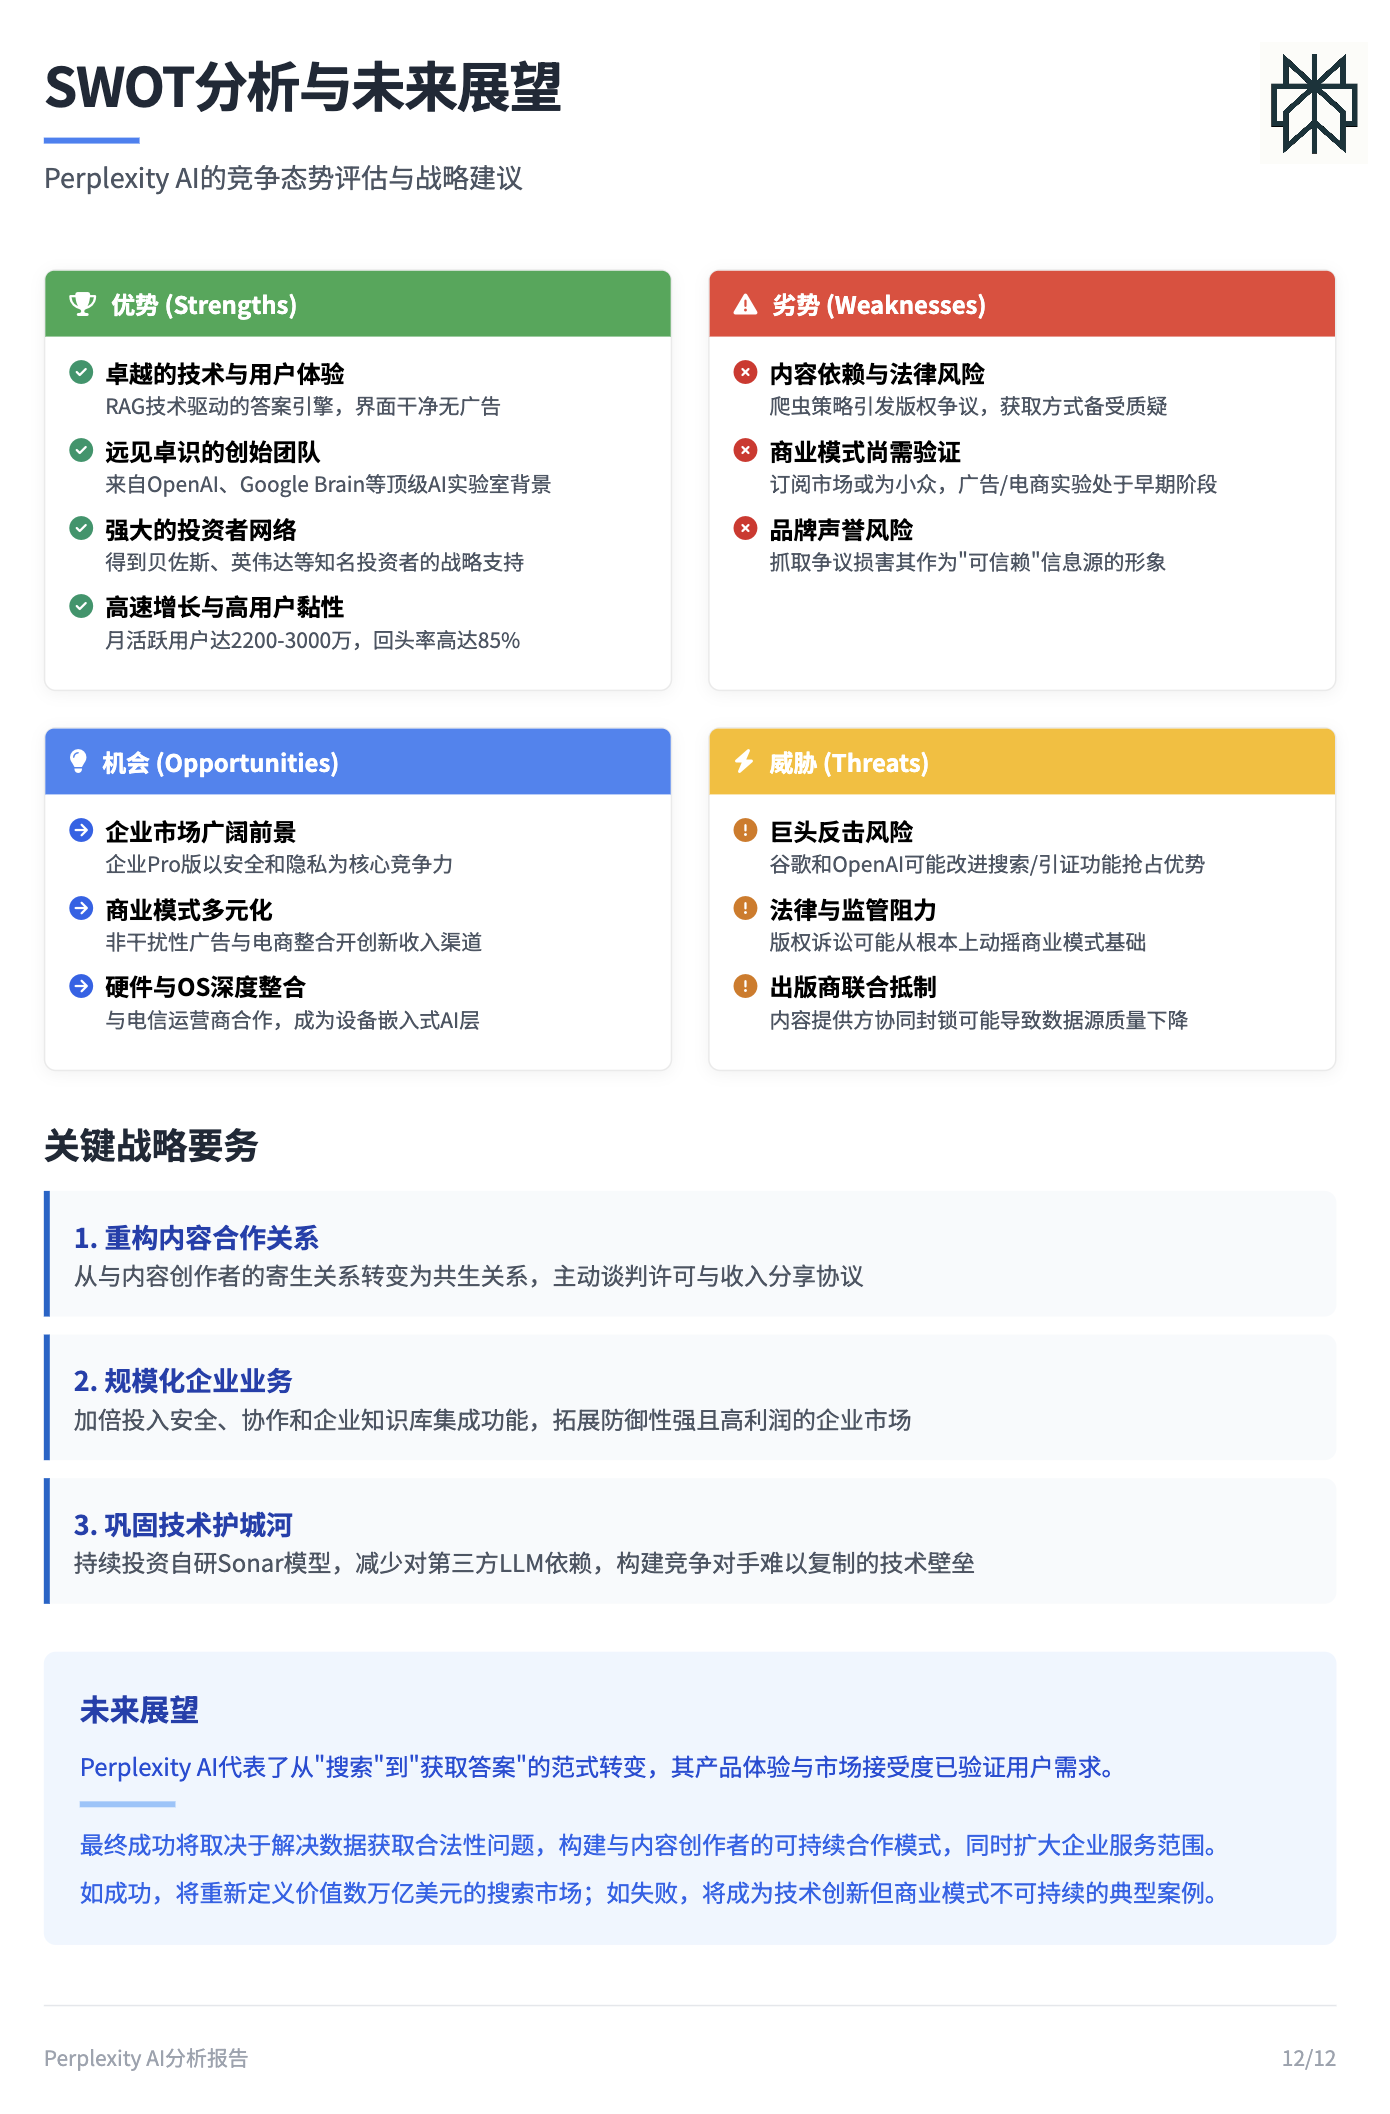 SWOT分析与未来展望
Perplexity AI的竞争态势评估与战略建议
优势 (Strengths)
卓越的技术与用户体验
RAG技术驱动的答案引擎，界面干净无广告
远见卓识的创始团队
来自OpenAI、Google Brain等顶级AI实验室背景
强大的投资者网络
得到贝佐斯、英伟达等知名投资者的战略支持
高速增长与高用户黏性
月活跃用户达2200-3000万，回头率高达85%
劣势 (Weaknesses)
内容依赖与法律风险
爬虫策略引发版权争议，获取方式备受质疑
商业模式尚需验证
订阅市场或为小众，广告/电商实验处于早期阶段
品牌声誉风险
抓取争议损害其作为"可信赖"信息源的形象
机会 (Opportunities)
企业市场广阔前景
企业Pro版以安全和隐私为核心竞争力
商业模式多元化
非干扰性广告与电商整合开创新收入渠道
硬件与OS深度整合
与电信运营商合作，成为设备嵌入式AI层
威胁 (Threats)
巨头反击风险
谷歌和OpenAI可能改进搜索/引证功能抢占优势
法律与监管阻力
版权诉讼可能从根本上动摇商业模式基础
出版商联合抵制
内容提供方协同封锁可能导致数据源质量下降
关键战略要务
1. 重构内容合作关系
从与内容创作者的寄生关系转变为共生关系，主动谈判许可与收入分享协议
2. 规模化企业业务
加倍投入安全、协作和企业知识库集成功能，拓展防御性强且高利润的企业市场
3. 巩固技术护城河
持续投资自研Sonar模型，减少对第三方LLM依赖，构建竞争对手难以复制的技术壁垒
未来展望
Perplexity AI代表了从"搜索"到"获取答案"的范式转变，其产品体验与市场接受度已验证用户需求。
最终成功将取决于解决数据获取合法性问题，构建与内容创作者的可持续合作模式，同时扩大企业服务范围。
如成功，将重新定义价值数万亿美元的搜索市场；如失败，将成为技术创新但商业模式不可持续的典型案例。
Perplexity AI分析报告
12/12